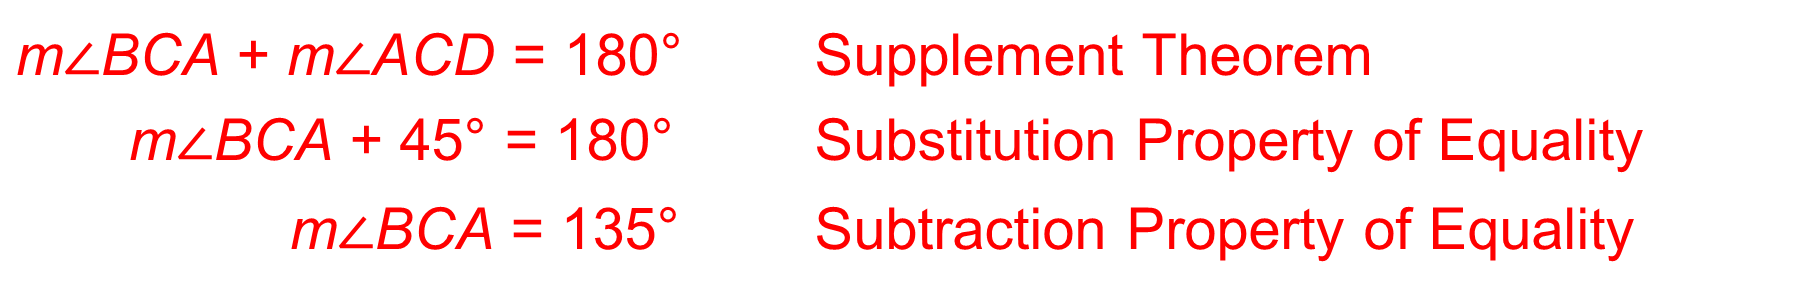 m∠BCA + m∠ACD = 180° Supplement Theorem
m∠BCA + 45° = 180° Substitution Property of Equality
m∠BCA = 135° Subtraction Property of Equality